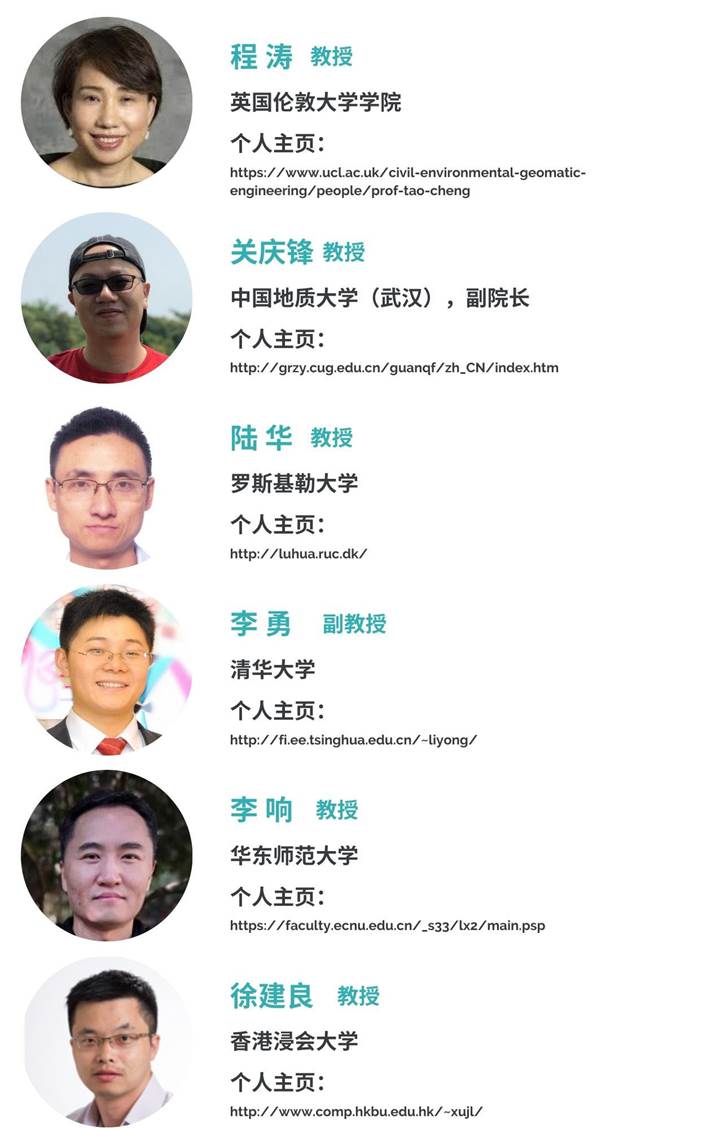 程 涛 教授
英国伦敦大学学院
个人主页：
https://www.ucl.ac.uk/civil-environmental-geomatic-
engineering/people/prof-tao-cheng
关庆锋 教授
中国地质大学（武汉），副院长
个人主页：
http://grzy.cug.edu.cn/guanqf/zh_CN/index.htm
陆 华 教授
罗斯基勒大学
个人主页：
http://luhua.ruc.dk/
李 勇 副教授
清华大学
个人主页：
http://fi.ee.tsinghua.edu.cn/~liyong/
李 响 教授
华东师范大学
个人主页：
https://faculty.ecnu.edu.cn/_s33/lx2/main.psp
徐建良 教授
香港浸会大学
个人主页：
http://www.comp.hkbu.edu.hk/~xujl/